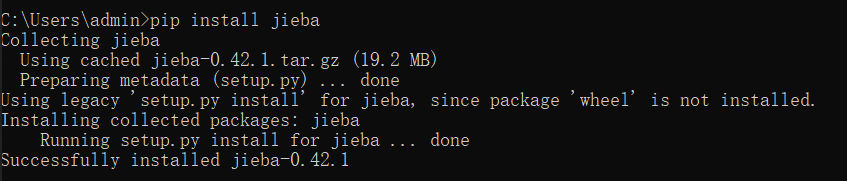 C:\Users\admin>pip install jieba
Collecting jieba
  Using cached jieba-0.42.1.tar.gz (19.2 MB)
  Preparing metadata (setup.py) ... done
Using legacy 'setup.py install' for jieba, since package 'wheel' is not installed.
Installing collected packages: jieba
    Running setup.py install for jieba ... done
Successfully installed jieba-0.42.1